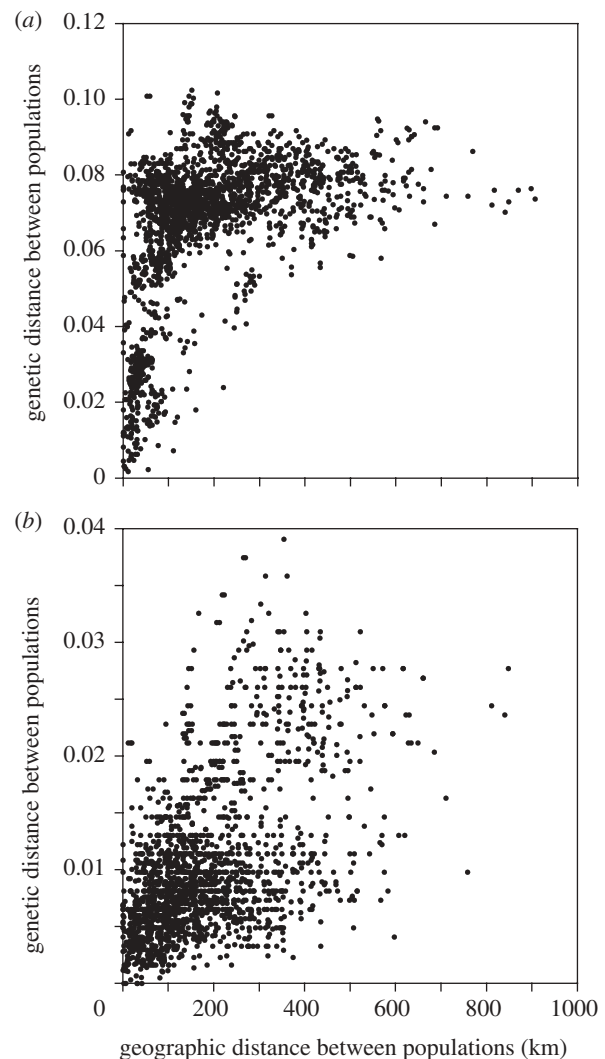 (a)
0.12
0.10
0.08
0.06
0.04
0.02
0
genetic distance between populations
(b)
0.04
0.03
0.02
0.01
genetic distance between populations
0 200 400 600 800 1000
geographic distance between populations (km)